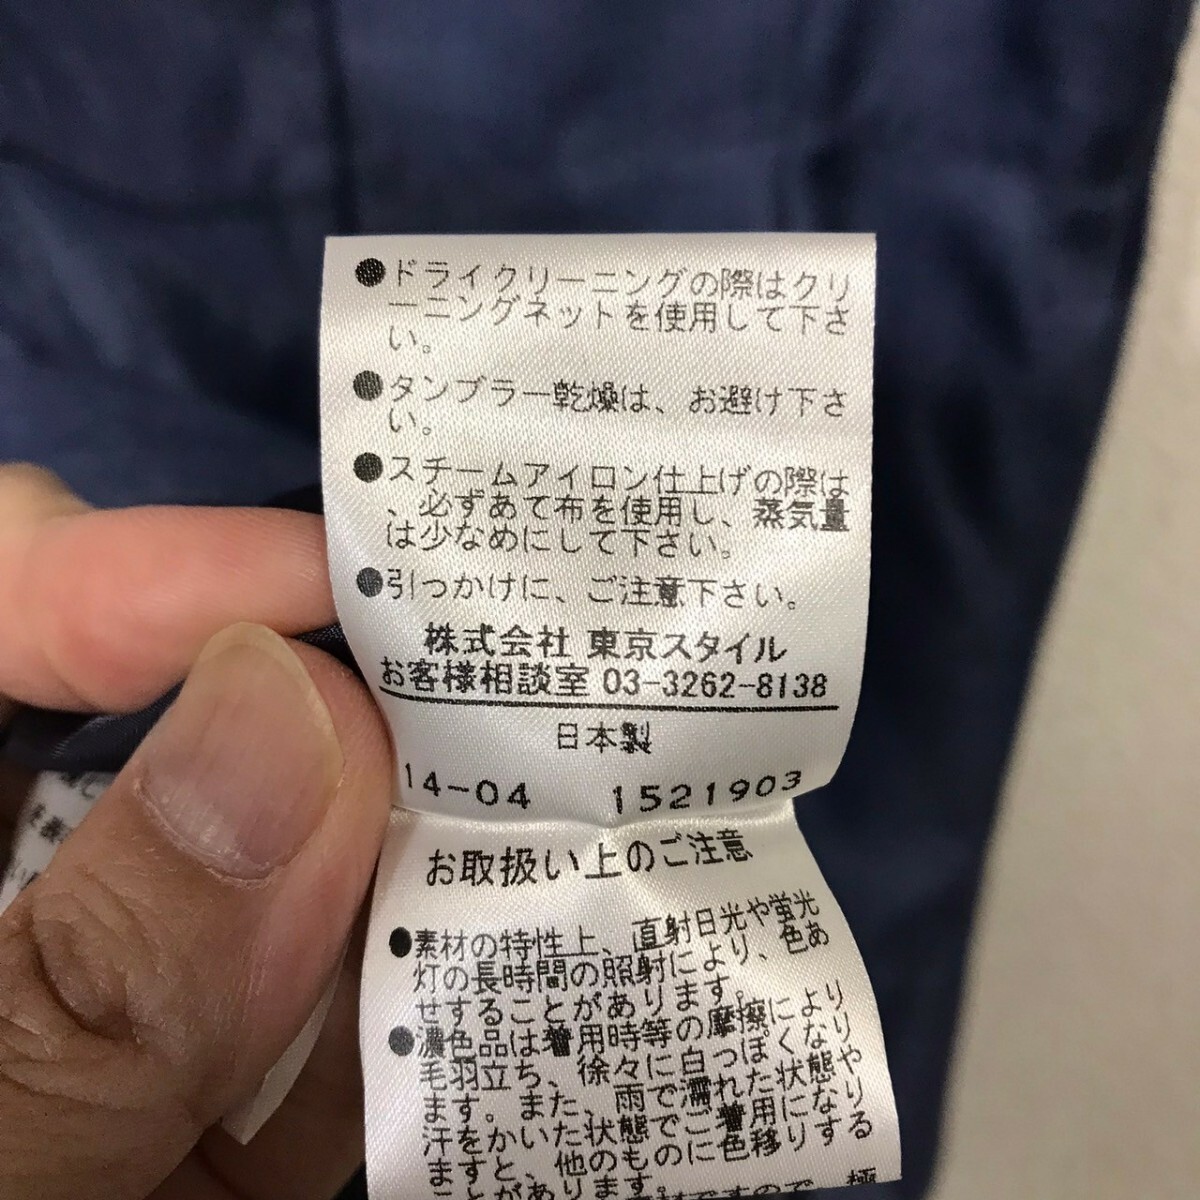 ●ドライクリーニングの際はクリ
ーニングネットを使用して下さ
い。
●タンブラー乾燥は、お避け下さ
い。
●スチームアイロン仕上げの際は
、必ずあて布を使用し、蒸気量
は少なめにして下さい。
●引っかけに、ご注意下さい。
株式会社 東京スタイル
お客様相談室 03-3262-8138
日本製
14-04 1521903
お取扱い上のご注意
●素材の特性上、直射日光や蛍光
灯の長時間の照射により、色あ
せすることがあります。
●濃色品は着用時等の摩擦により
毛羽立ち、徐々に白っぽくなり
ます。また、雨で濡れた状態や
汗をかいた状態でのご着用になり
ますと、他のものに色移りする
ことがあります。